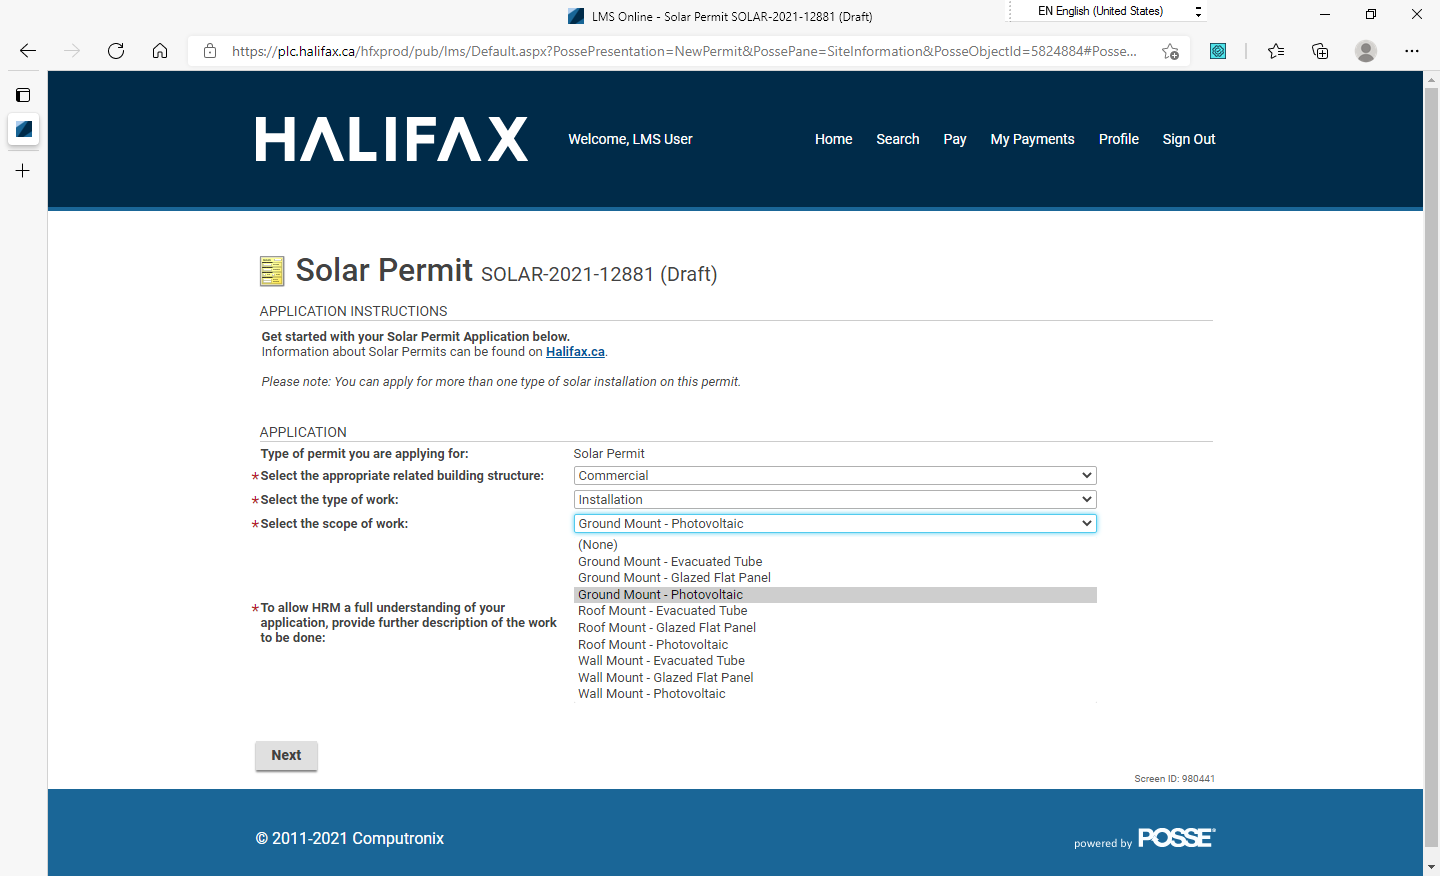 LMS Online - Solar Permit SOLAR-2021-12881 (Draft)
EN English (United States)
https://plc.halifax.ca/hfxprod/pub/lms/Default.aspx?PossePresentation=NewPermit&PossePane=SiteInformation&PosseObjectId=5824884#Posse...
HALIFAX
Welcome, LMS User
Home Search Pay My Payments Profile Sign Out
Solar Permit SOLAR-2021-12881 (Draft)
APPLICATION INSTRUCTIONS
Get started with your Solar Permit Application below.
Information about Solar Permits can be found on Halifax.ca.
Please note: You can apply for more than one type of solar installation on this permit.
APPLICATION
Type of permit you are applying for: Solar Permit
*Select the appropriate related building structure: Commercial
*Select the type of work: Installation
*Select the scope of work: Ground Mount - Photovoltaic
(None)
Ground Mount - Evacuated Tube
Ground Mount - Glazed Flat Panel
Ground Mount - Photovoltaic
Roof Mount - Evacuated Tube
Roof Mount - Glazed Flat Panel
Roof Mount - Photovoltaic
Wall Mount - Evacuated Tube
Wall Mount - Glazed Flat Panel
Wall Mount - Photovoltaic
*To allow HRM a full understanding of your
application, provide further description of the work
to be done:
Next
Screen ID: 980441
© 2011-2021 Computronix
powered by POSSE